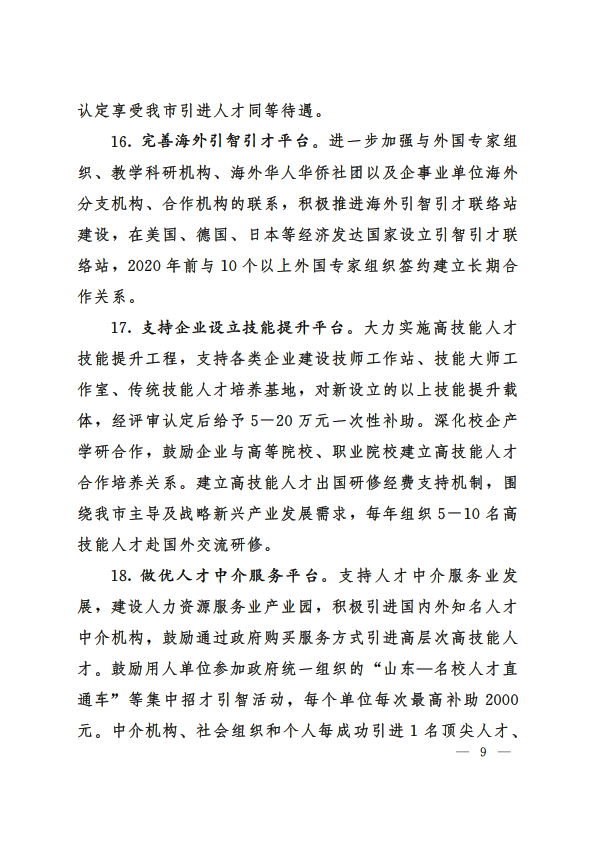 认定享受我市引进人才同等待遇。
16. 完善海外引智引才平台。进一步加强与外国专家组
织、教学科研机构、海外华人华侨社团以及企事业单位海外
分支机构、合作机构的联系，积极推进海外引智引才联络站
建设，在美国、德国、日本等经济发达国家设立引智引才联
络站，2020 年前与 10 个以上外国专家组织签约建立长期合
作关系。
17. 支持企业设立技能提升平台。大力实施高技能人才
技能提升工程，支持各类企业建设技师工作站、技能大师工
作室、传统技能人才培养基地，对新设立的以上技能提升载
体，经评审认定后给予 5－20 万元一次性补助。深化校企产
学研合作，鼓励企业与高等院校、职业院校建立高技能人才
合作培养关系。建立高技能人才出国研修经费支持机制，围
绕我市主导及战略新兴产业发展需求，每年组织 5－10 名高
技能人才赴国外交流研修。
18. 做优人才中介服务平台。支持人才中介服务业发
展，建设人力资源服务业产业园，积极引进国内外知名人才
中介机构，鼓励通过政府购买服务方式引进高层次高技能人
才。鼓励用人单位参加政府统一组织的“山东—名校人才直
通车”等集中招才引智活动，每个单位每次最高补助 2000
元。中介机构、社会组织和个人每成功引进 1 名顶尖人才、
— 9 —